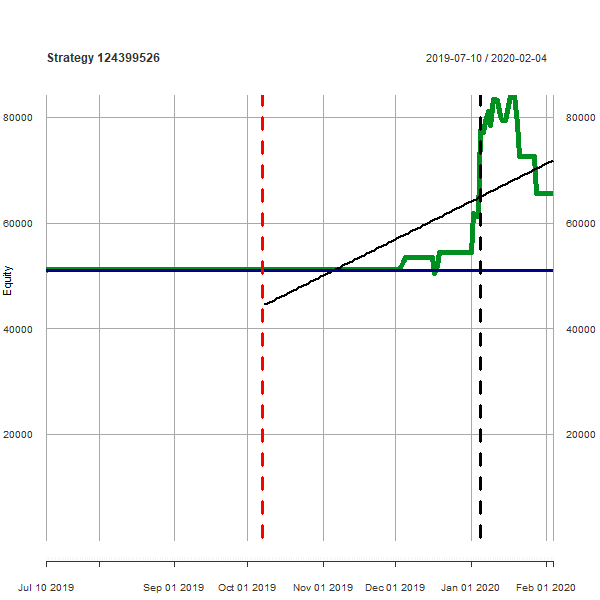 Strategy 124399526
2019-07-10 / 2020-02-04
80000
80000
60000
60000
Equity
40000
40000
20000
20000
Jul 10 2019
Sep 01 2019
Oct 01 2019
Nov 01 2019
Dec 01 2019
Jan 01 2020
Feb 01 2020